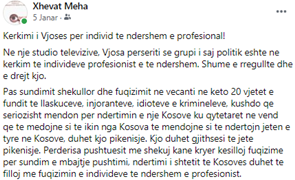 Xhevat Meha
5 Janar
Kerkimi i Vjoses per individ te ndershem e profesional!
Ne nje studio televizive, Vjosa perseriti se grupi i saj politik eshte ne
kerkim te individeve profesionist e te ndershem. Shume e rregullte dhe
e drejt kjo.
Pas sundimit shekullor dhe fuqizimit ne vecanti ne keto 20 vjetet e
fundit te llaskuceve, injoranteve, idioteve e krimineleve, kushdo qe
seriozisht mendon per ndertimin e nje Kosove ku qytetaret ne vend
qe te medojne si te ikin nga Kosova te mendojne si te ndertojn jeten e
tyre ne Kosove, duhet kjo pikenisje. Kjo duhet gjithsesi te jete
pikenisje. Perderisa pushtuesit me shekuj kane kryer kesilloj fuqizime
per sundim e mbajtje pushtimi, ndertimi i shtetit te Kosoves duhet te
filloj me fuqizimin e individeve te ndershem e profesionist.